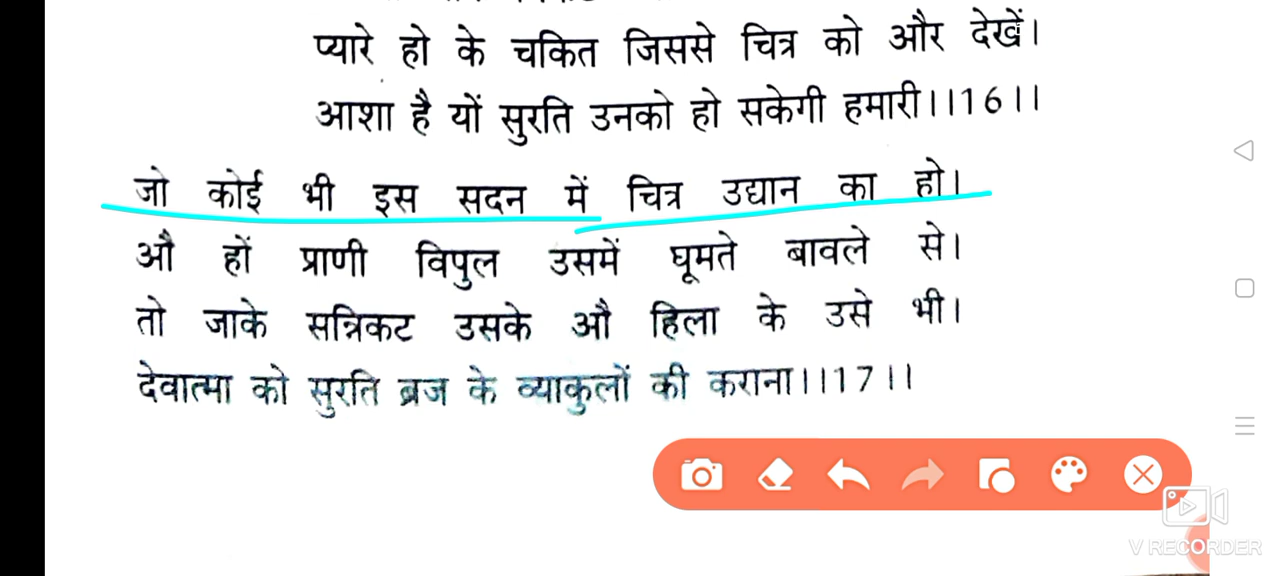 प्यारे हो के चकित जिससे चित्र को और देखें।
आशा है यों सुरति उनको हो सकेगी हमारी।।16।।
जो कोई भी इस सदन में चित्र उद्यान का हो।
औ हों प्राणी विपुल उसमें घूमते बावले से।
तो जाके सन्निकट उसके औ हिला के उसे भी।
देवात्मा को सुरति ब्रज के व्याकुलों की कराना।।17।।
V RECORDER